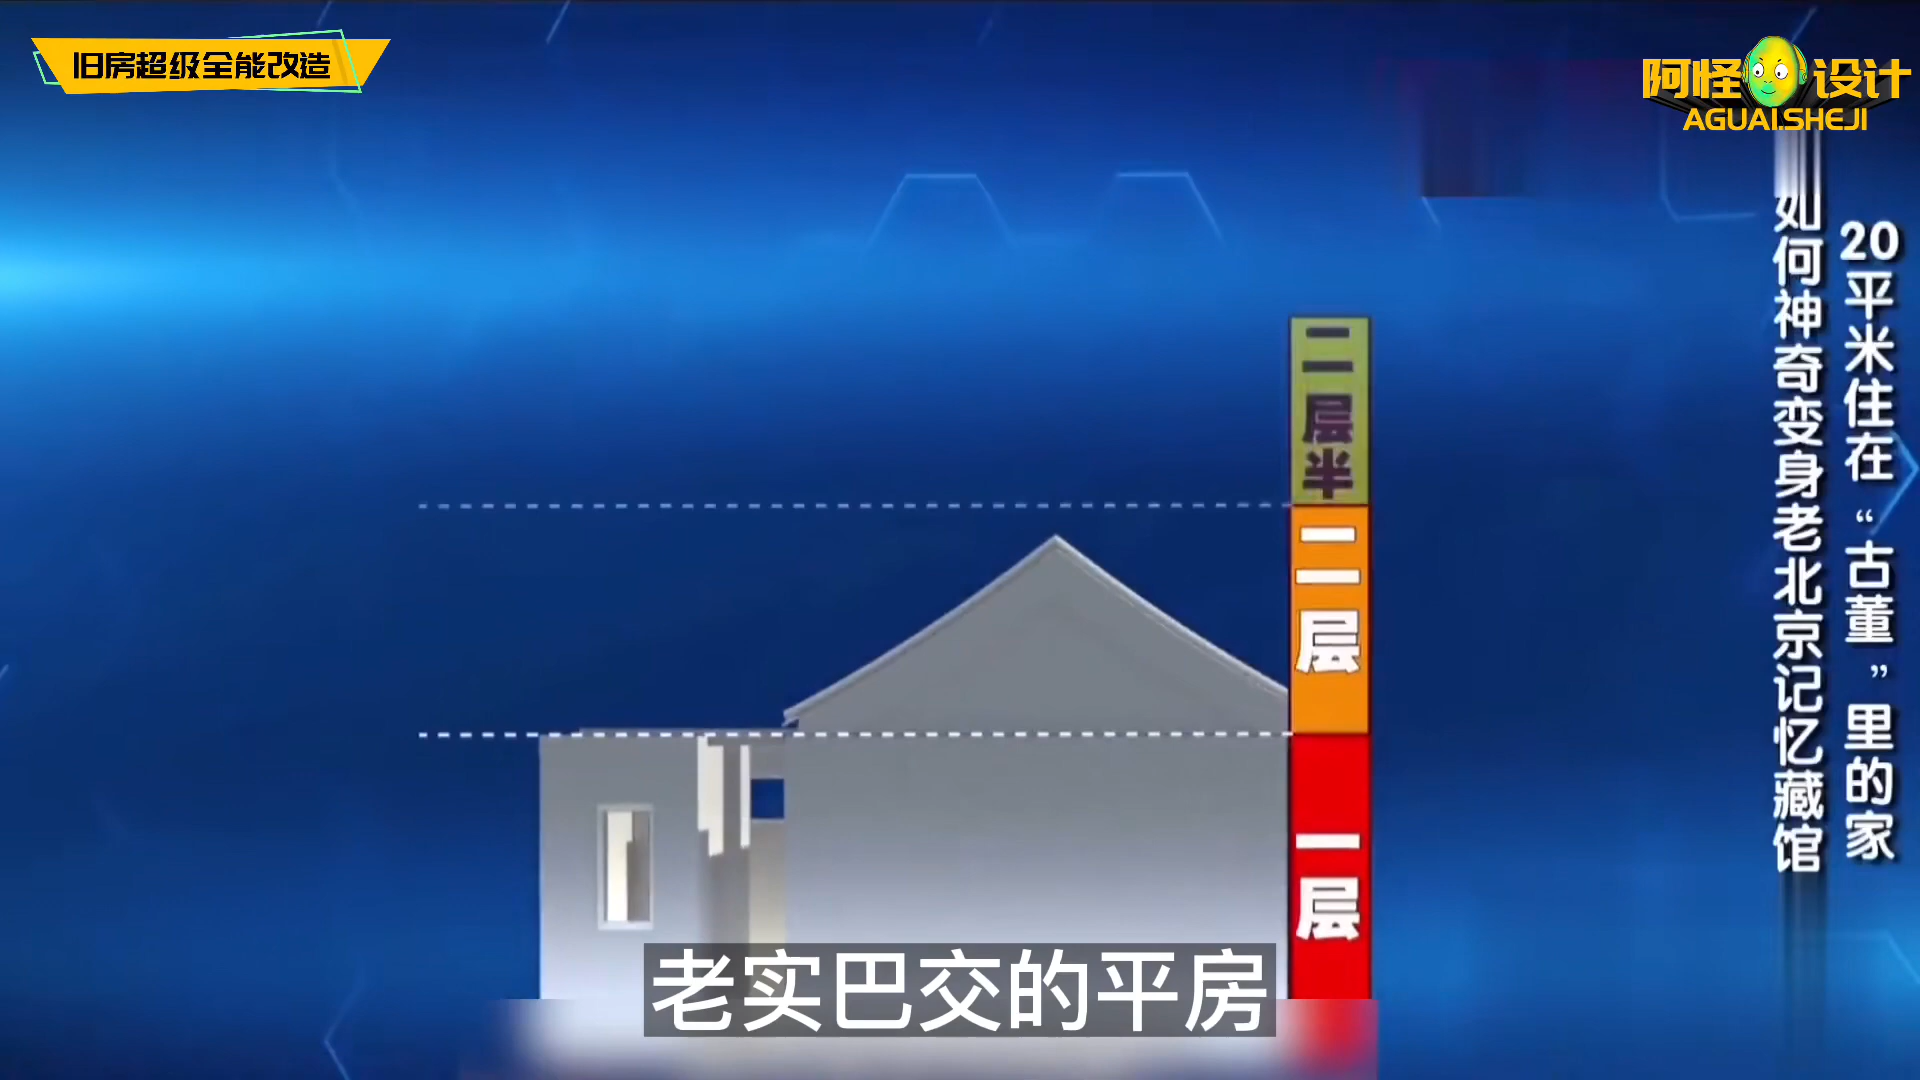 旧房超级全能改造
阿怪设计
AGUAI.SHEJI
20平米住在“古董”里的家
如何神奇变身老北京记忆藏馆
二层半
二层
一层
老实巴交的平房